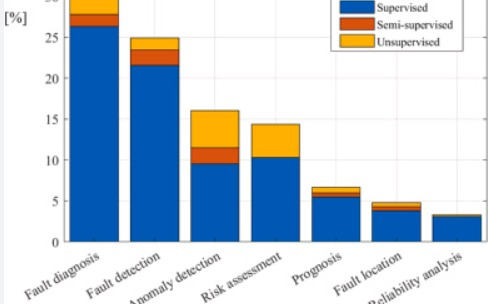 [%]
Supervised
Semi-supervised
Unsupervised
25
20
15
10
5
0
Fault diagnosis
Fault detection
Anomaly detection
Risk assessment
Prognosis
Fault location
Reliability analysis